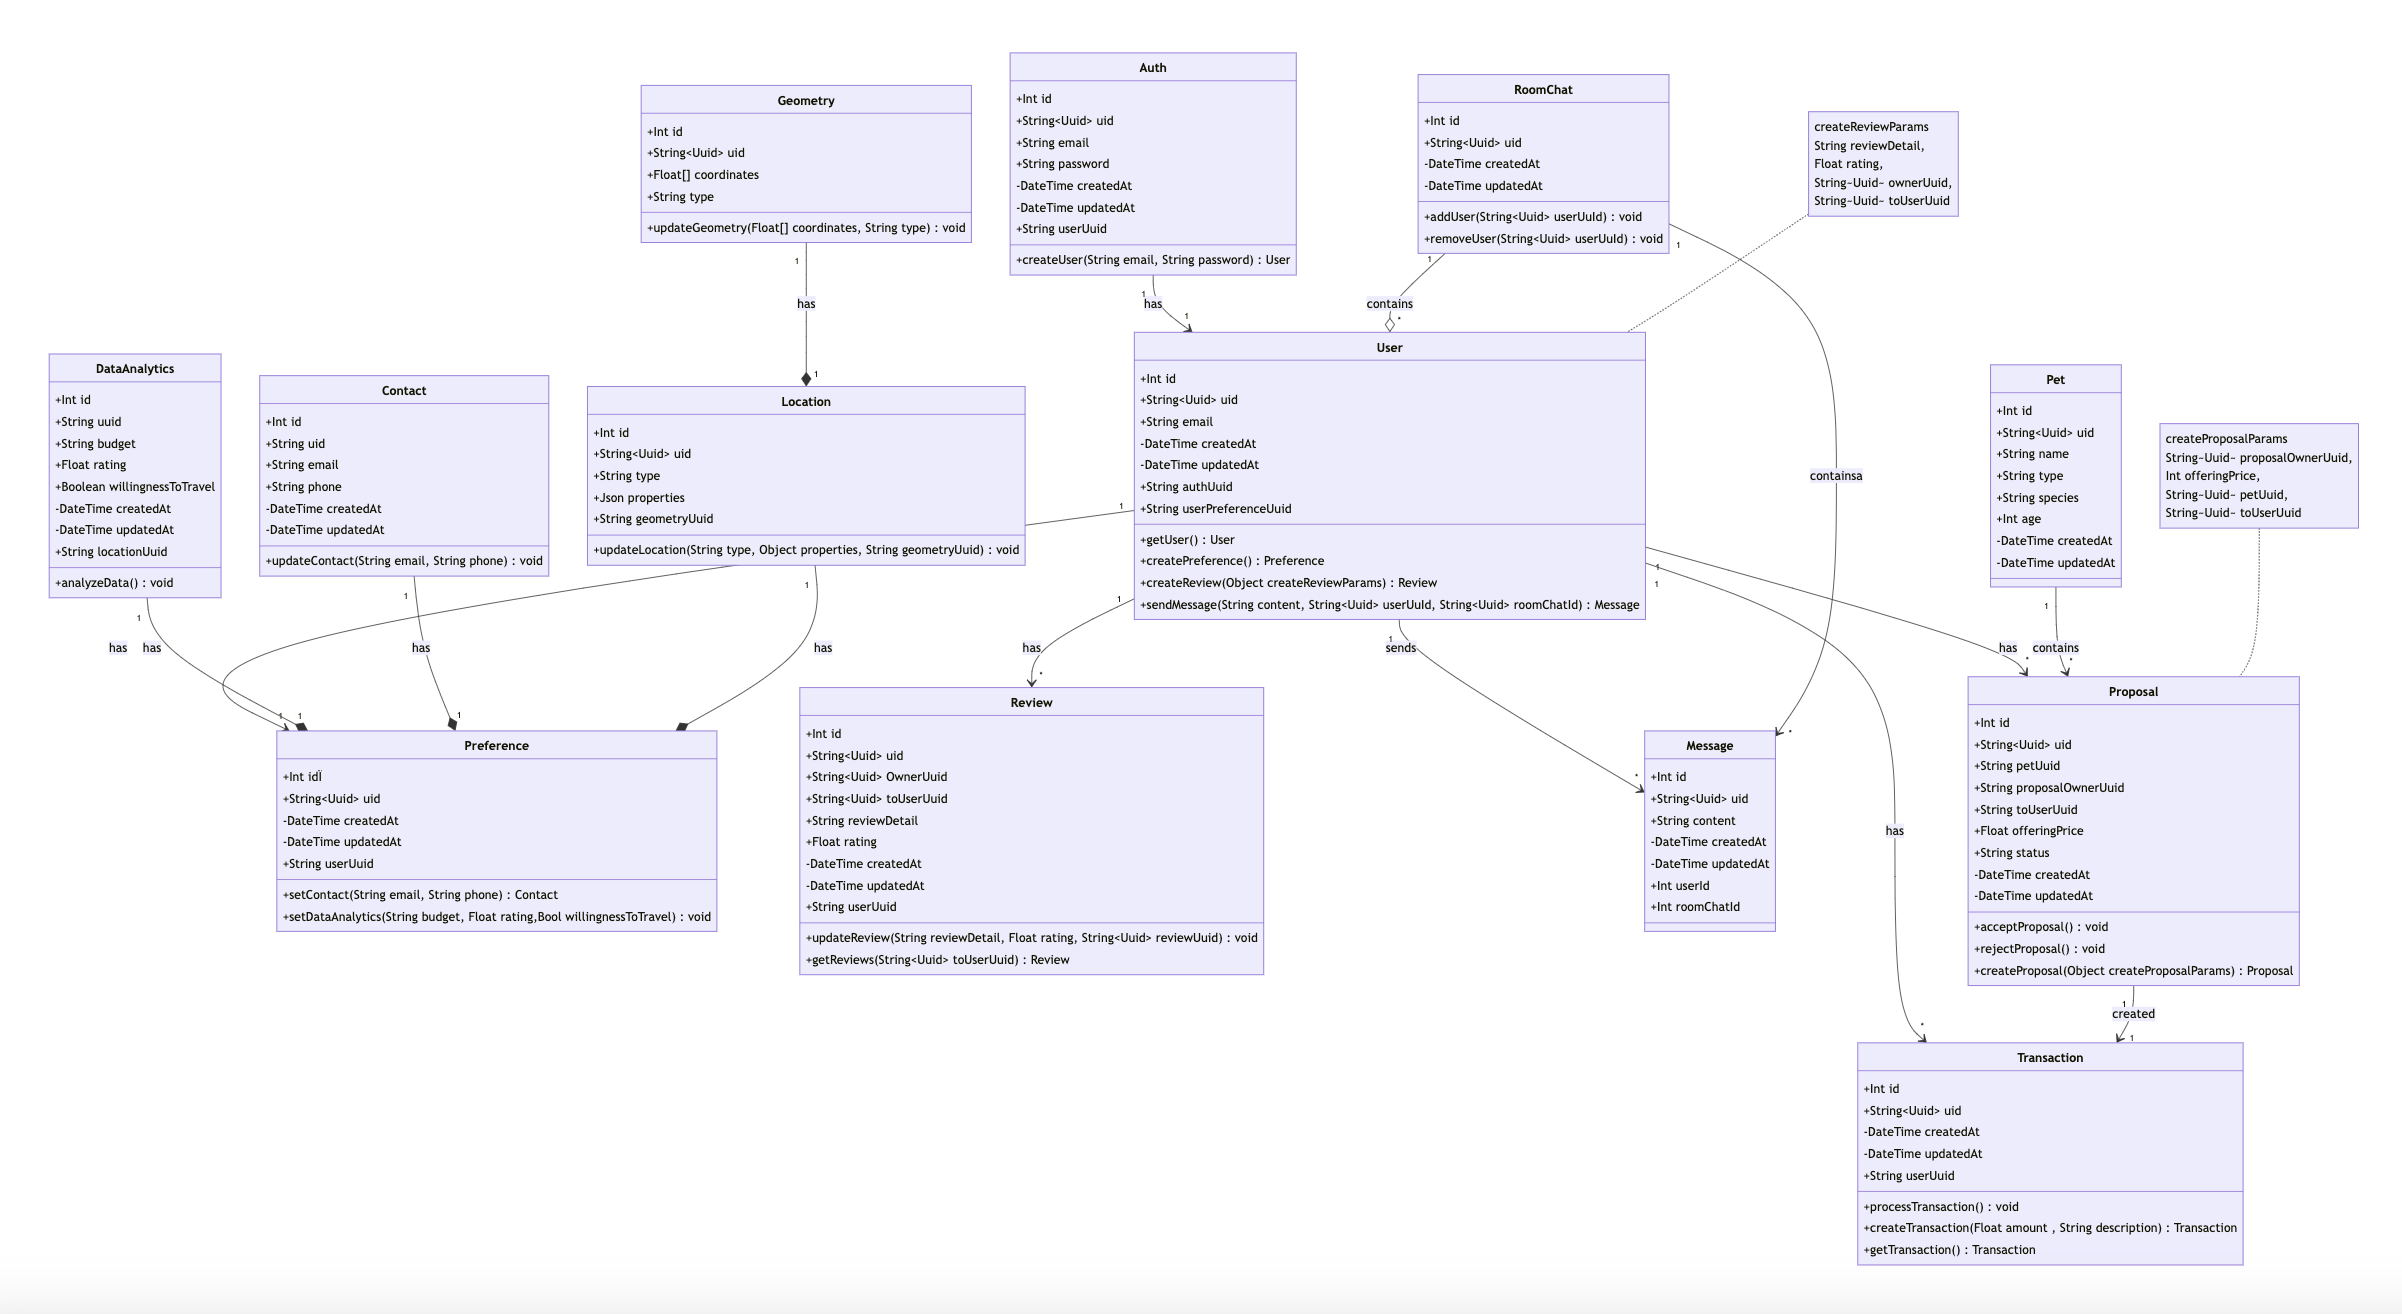 Geometry
+Int id
+String<Uuid> uid
+Float[] coordinates
+String type
+updateGeometry(Float[] coordinates, String type) : void
Auth
+Int id
+String<Uuid> uid
+String email
+String password
-DateTime createdAt
-DateTime updatedAt
+String userUuid
+createUser(String email, String password) : User
RoomChat
+Int id
+String<Uuid> uid
-DateTime createdAt
-DateTime updatedAt
+addUser(String<Uuid> userUuId) : void
+removeUser(String<Uuid> userUuId) : void
createReviewParams
String reviewDetail,
Float rating,
String~Uuid~ ownerUuid,
String~Uuid~ toUserUuid
1
has
1
1
has
1
1
contains
*
1
containsa
*
DataAnalytics
+Int id
+String uuid
+String budget
+Float rating
+Boolean willingnessToTravel
-DateTime createdAt
-DateTime updatedAt
+String locationUuid
+analyzeData() : void
Contact
+Int id
+String uid
+String email
+String phone
-DateTime createdAt
-DateTime updatedAt
+updateContact(String email, String phone) : void
Location
+Int id
+String<Uuid> uid
+String type
+Json properties
+String geometryUuid
+updateLocation(String type, Object properties, String geometryUuid) : void
User
+Int id
+String<Uuid> uid
+String email
-DateTime createdAt
-DateTime updatedAt
+String authUuid
+String userPreferenceUuid
+getUser() : User
+createPreference() : Preference
+createReview(Object createReviewParams) : Review
+sendMessage(String content, String<Uuid> userUuId, String<Uuid> roomChatId) : Message
Pet
+Int id
+String<Uuid> uid
+String name
+String type
+String species
+Int age
-DateTime createdAt
-DateTime updatedAt
createProposalParams
String~Uuid~ proposalOwnerUuid,
Int offeringPrice,
String~Uuid~ petUuid,
String~Uuid~ toUserUuid
1
has
1
1
has
1
1
has
1
1
has
1
has
*
1
sends
*
1
has
*
1
has
*
1
contains
*
Preference
+Int idÏ
+String<Uuid> uid
-DateTime createdAt
-DateTime updatedAt
+String userUuid
+setContact(String email, String phone) : Contact
+setDataAnalytics(String budget, Float rating,Bool willingnessToTravel) : void
Review
+Int id
+String<Uuid> uid
+String<Uuid> OwnerUuid
+String<Uuid> toUserUuid
+String reviewDetail
+Float rating
-DateTime createdAt
-DateTime updatedAt
+String userUuid
+updateReview(String reviewDetail, Float rating, String<Uuid> reviewUuid) : void
+getReviews(String<Uuid> toUserUuid) : Review
Message
+Int id
+String<Uuid> uid
+String content
-DateTime createdAt
-DateTime updatedAt
+Int userId
+Int roomChatId
Proposal
+Int id
+String<Uuid> uid
+String petUuid
+String proposalOwnerUuid
+String toUserUuid
+Float offeringPrice
+String status
-DateTime createdAt
-DateTime updatedAt
+acceptProposal() : void
+rejectProposal() : void
+createProposal(Object createProposalParams) : Proposal
1
created
1
Transaction
+Int id
+String<Uuid> uid
-DateTime createdAt
-DateTime updatedAt
+String userUuid
+processTransaction() : void
+createTransaction(Float amount , String description) : Transaction
+getTransaction() : Transaction